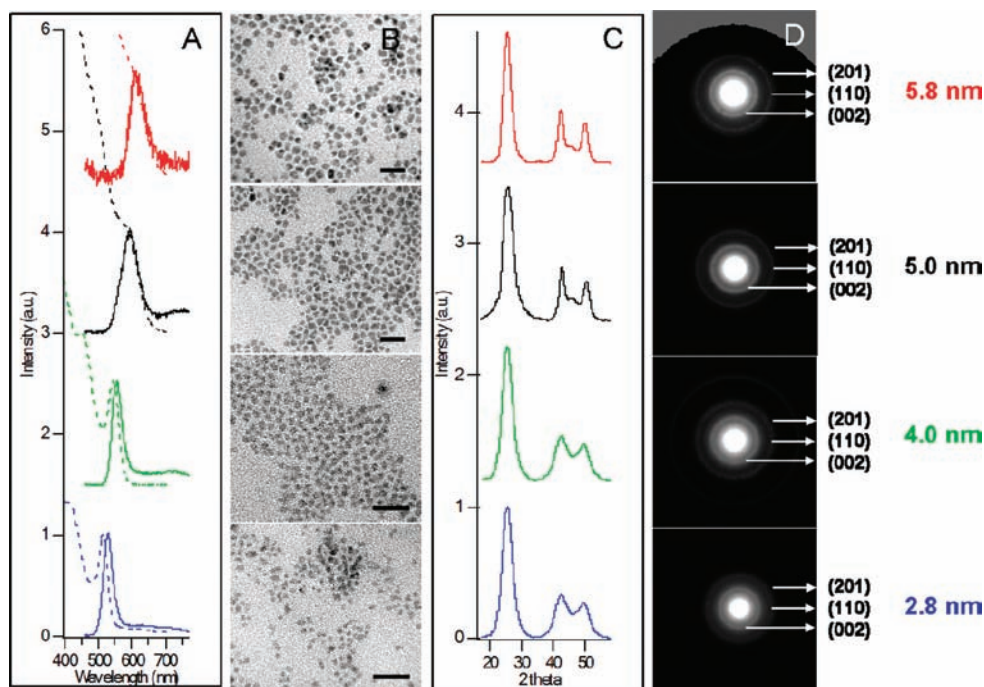 A
B
C
D
Intensity (a.u.)
6
5
4
3
2
1
0
400 500 600 700
Wavelength (nm)
Intensity (a.u.)
4
3
2
1
0
20 30 40 50
2 theta
(201)
(110)
(002)
5.8 nm
(201)
(110)
(002)
5.0 nm
(201)
(110)
(002)
4.0 nm
(201)
(110)
(002)
2.8 nm